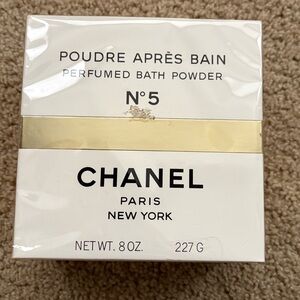 POUDRE APRÈS BAIN
PERFUMED BATH POWDER
N°5
CHANEL
PARIS
NEW YORK
NET WT. 8 OZ. 227 G